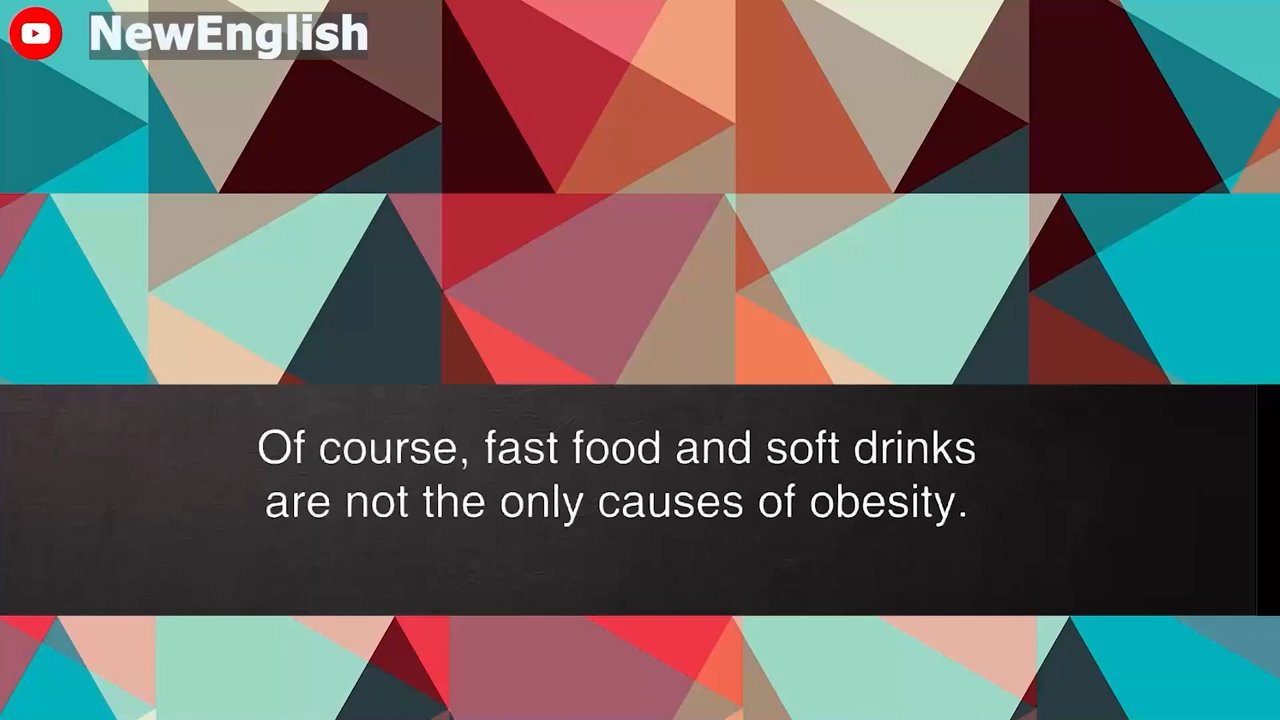 NewEnglish
Of course, fast food and soft drinks
are not the only causes of obesity.